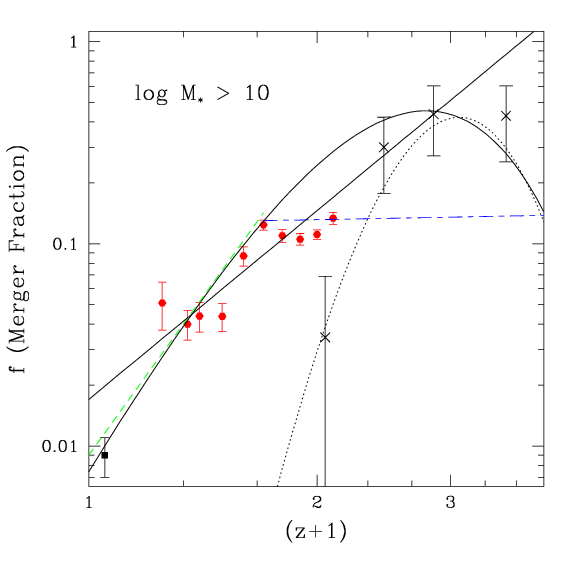 1
log M* > 10
0.1
0.01
f (Merger Fraction)
1 2 3
(z+1)